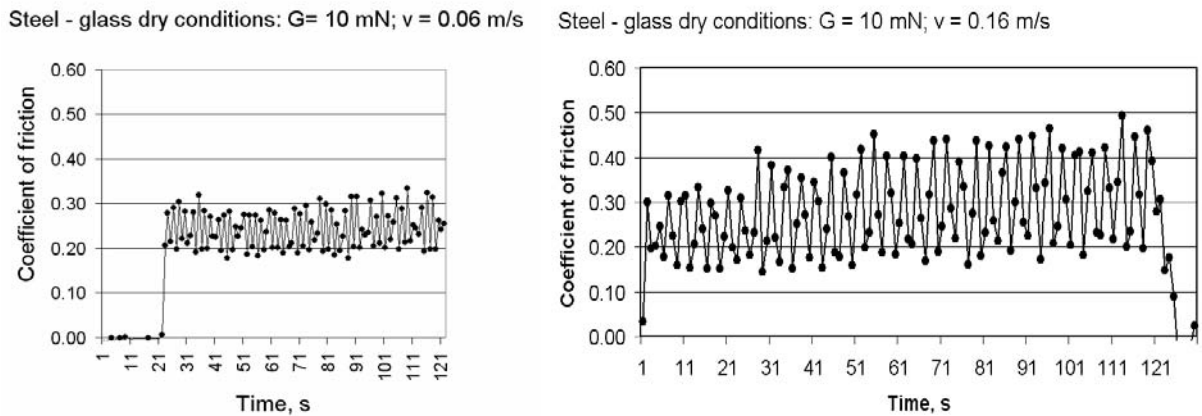 Steel - glass dry conditions: G= 10 mN; v = 0.06 m/s
Coefficient of friction
0.60
0.50
0.40
0.30
0.20
0.10
0.00
1 11 21 31 41 51 61 71 81 91 101 111 121
Time, s
Steel - glass dry conditions: G = 10 mN; v = 0.16 m/s
Coefficient of friction
0.60
0.50
0.40
0.30
0.20
0.10
0.00
1 11 21 31 41 51 61 71 81 91 101 111 121
Time, s